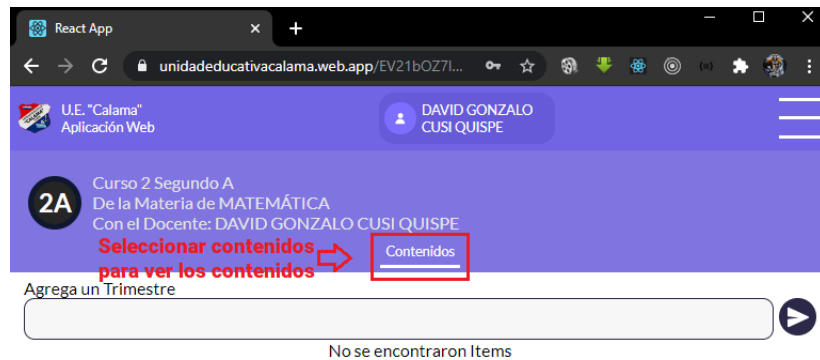 React App
unidadeducativacalama.web.app/EV21bOZ7l...
U.E. "Calama"
Aplicación Web
DAVID GONZALO
CUSI QUISPE
2A
Curso 2 Segundo A
De la Materia de MATEMÁTICA
Con el Docente: DAVID GONZALO CUSI QUISPE
Seleccionar contenidos
para ver los contenidos
Contenidos
Agrega un Trimestre
No se encontraron Items